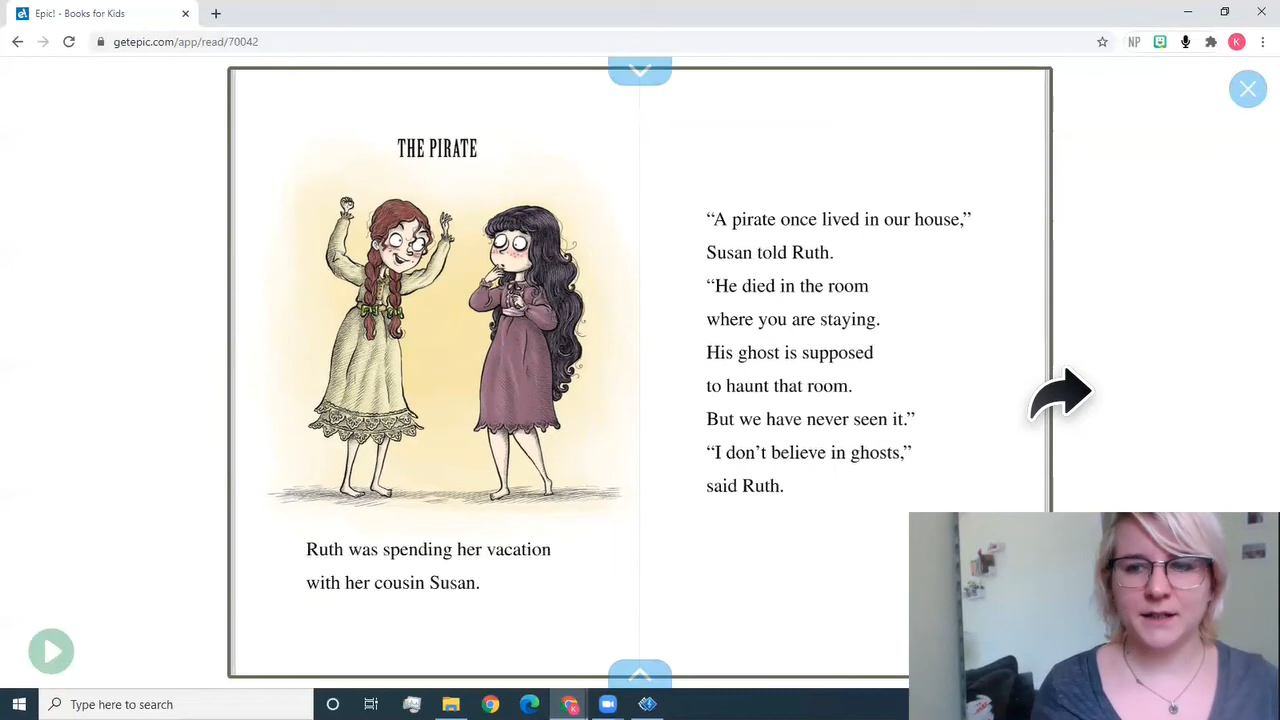 Epic! - Books for Kids
getepic.com/app/read/70042
NP
K
THE PIRATE
Ruth was spending her vacation
with her cousin Susan.
“A pirate once lived in our house,”
Susan told Ruth.
“He died in the room
where you are staying.
His ghost is supposed
to haunt that room.
But we have never seen it.”
“I don’t believe in ghosts,”
said Ruth.
Type here to search